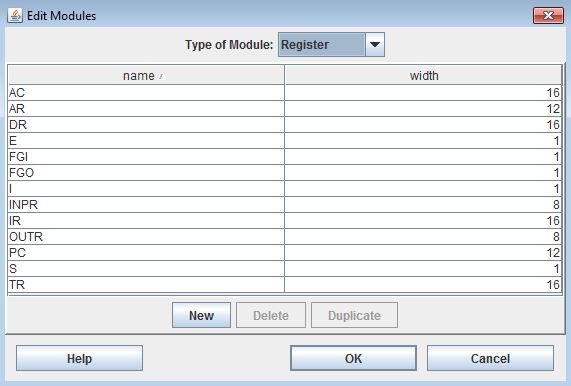 Edit Modules
Type of Module: Register
name width
AC 16
AR 12
DR 16
E 1
FGI 1
FGO 1
I 1
INPR 8
IR 16
OUTR 8
PC 12
S 1
TR 16
New Delete Duplicate
Help OK Cancel